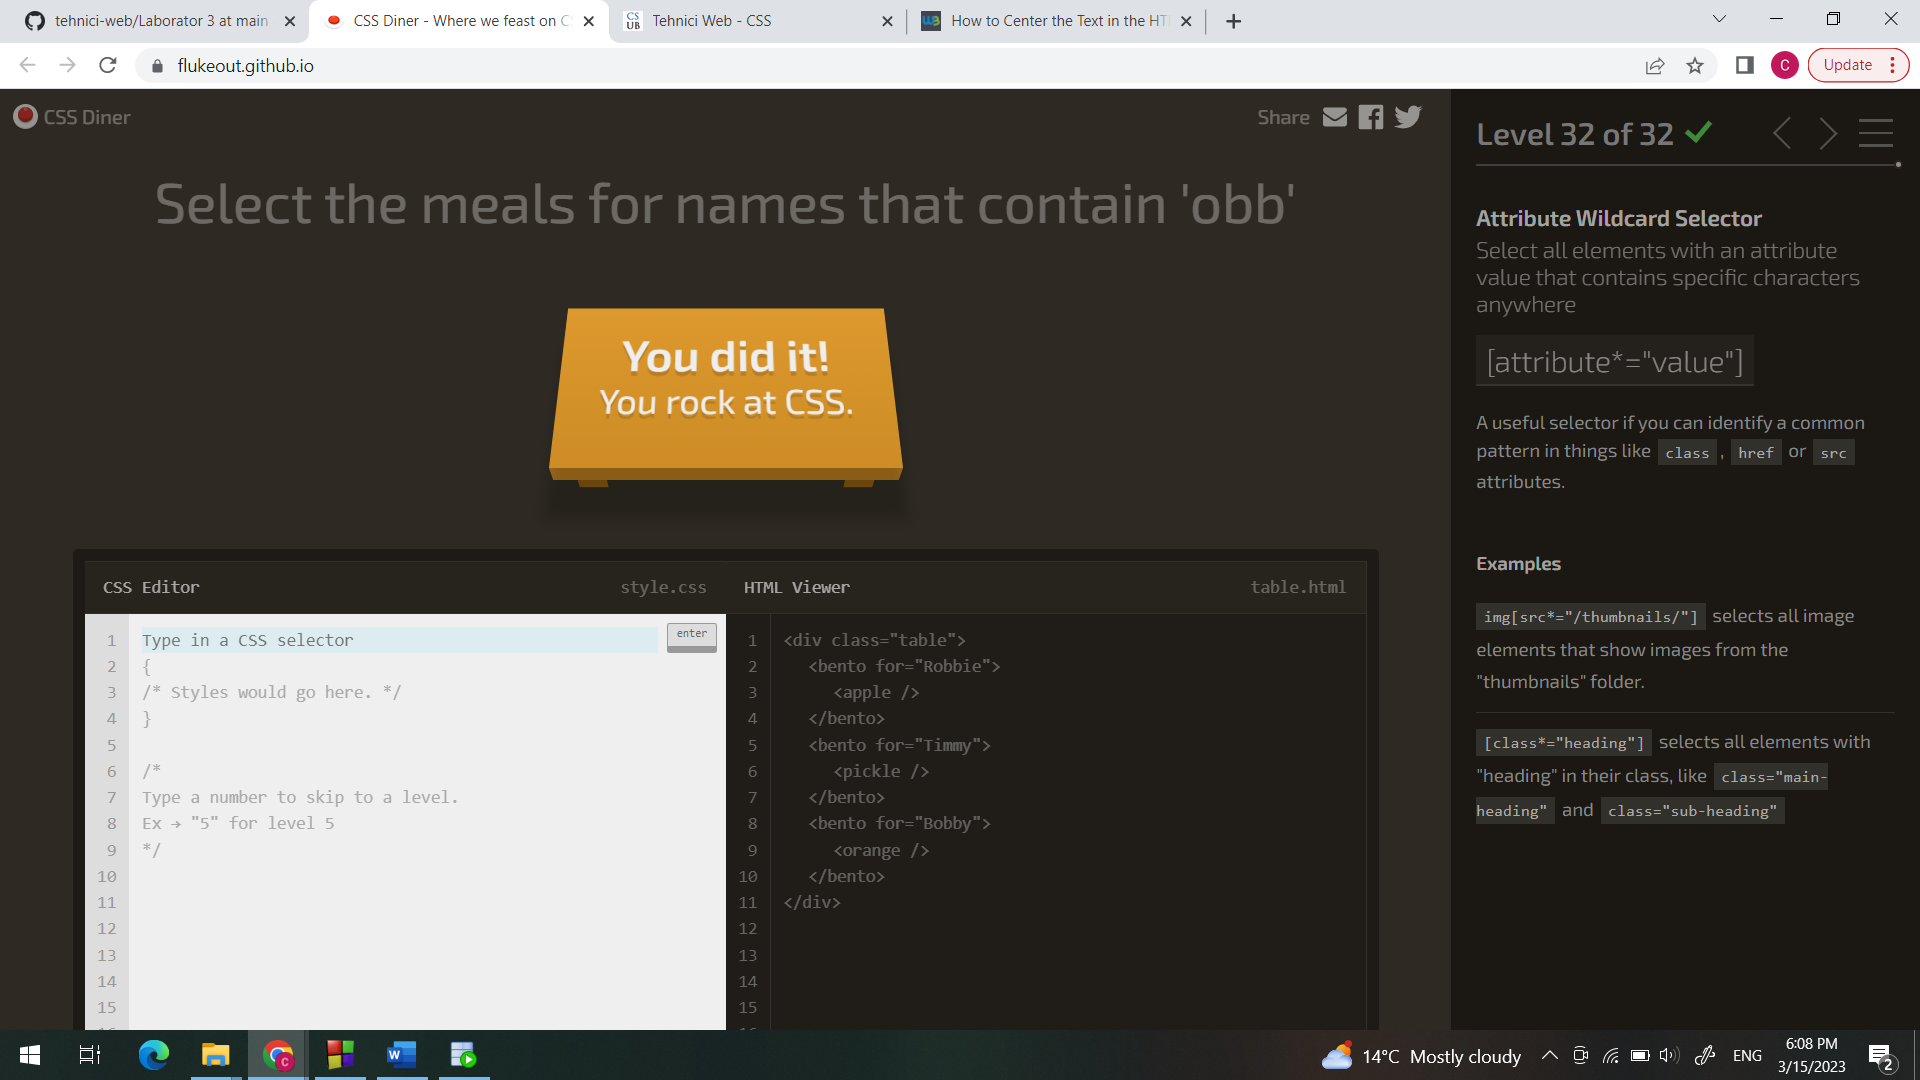 tehnici-web/Laborator 3 at main
CSS Diner - Where we feast on C
CS UB
Tehnici Web - CSS
How to Center the Text in the HT
flukeout.github.io
C
Update
CSS Diner
Share
Select the meals for names that contain 'obb'
You did it!
You rock at CSS.
CSS Editor
style.css
HTML Viewer
table.html
1 Type in a CSS selector
enter
2 {
3 /* Styles would go here. */
4 }
5
6 /*
7 Type a number to skip to a level.
8 Ex → "5" for level 5
9 */
10
11
12
13
14
15
1 <div class="table">
2 <bento for="Robbie">
3 <apple />
4 </bento>
5 <bento for="Timmy">
6 <pickle />
7 </bento>
8 <bento for="Bobby">
9 <orange />
10 </bento>
11 </div>
12
13
14
15
Level 32 of 32
Attribute Wildcard Selector
Select all elements with an attribute
value that contains specific characters
anywhere
[attribute*="value"]
A useful selector if you can identify a common
pattern in things like class , href or src
attributes.
Examples
img[src*="/thumbnails/"] selects all image
elements that show images from the
"thumbnails" folder.
[class*="heading"] selects all elements with
"heading" in their class, like class="main-
heading" and class="sub-heading"
14°C Mostly cloudy
ENG
6:08 PM
3/15/2023
2